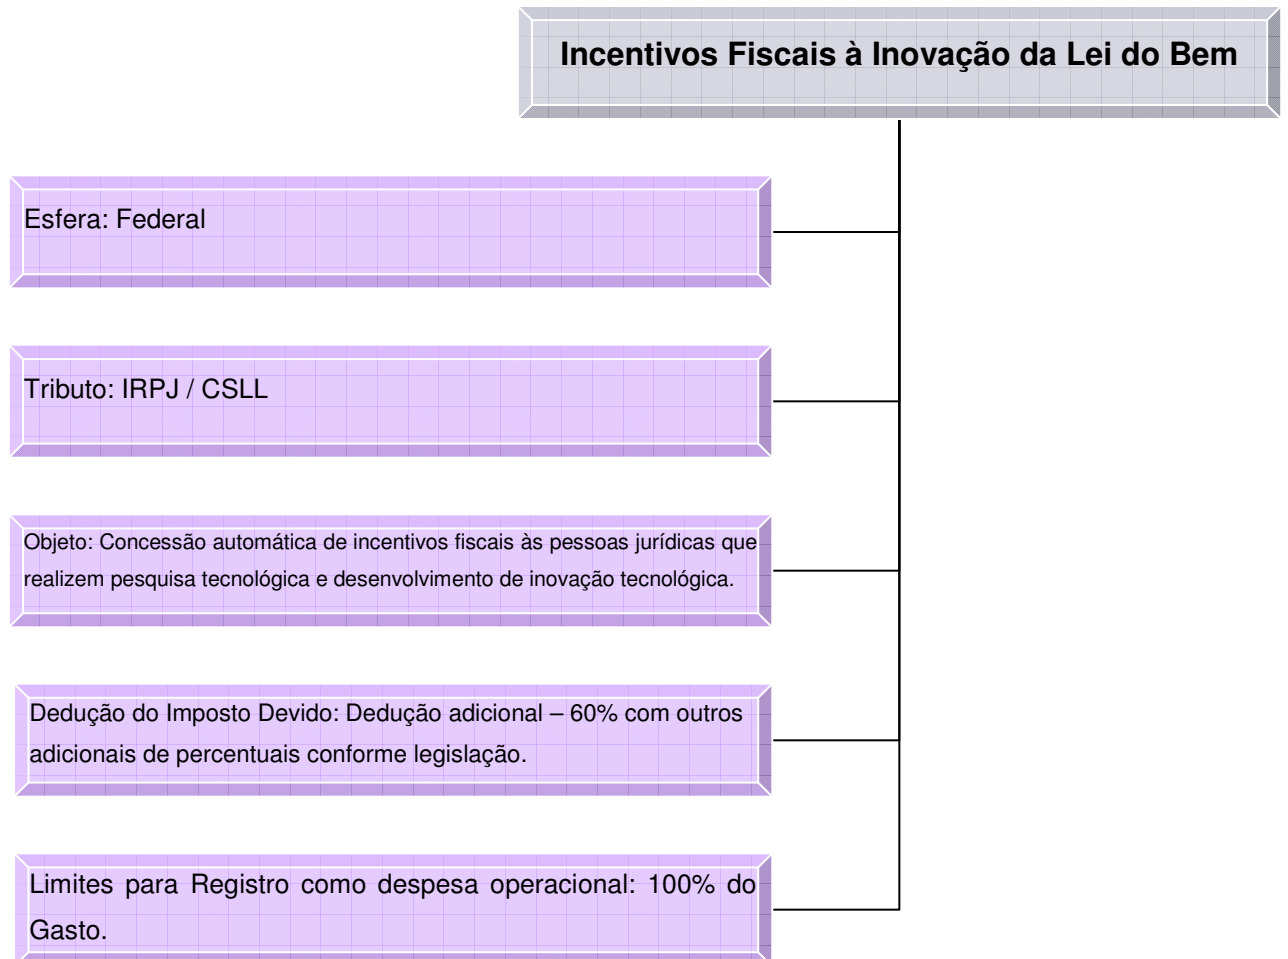 Incentivos Fiscais à Inovação da Lei do Bem
Esfera: Federal
Tributo: IRPJ / CSLL
Objeto: Concessão automática de incentivos fiscais às pessoas jurídicas que
realizem pesquisa tecnológica e desenvolvimento de inovação tecnológica.
Dedução do Imposto Devido: Dedução adicional – 60% com outros
adicionais de percentuais conforme legislação.
Limites para Registro como despesa operacional: 100% do
Gasto.